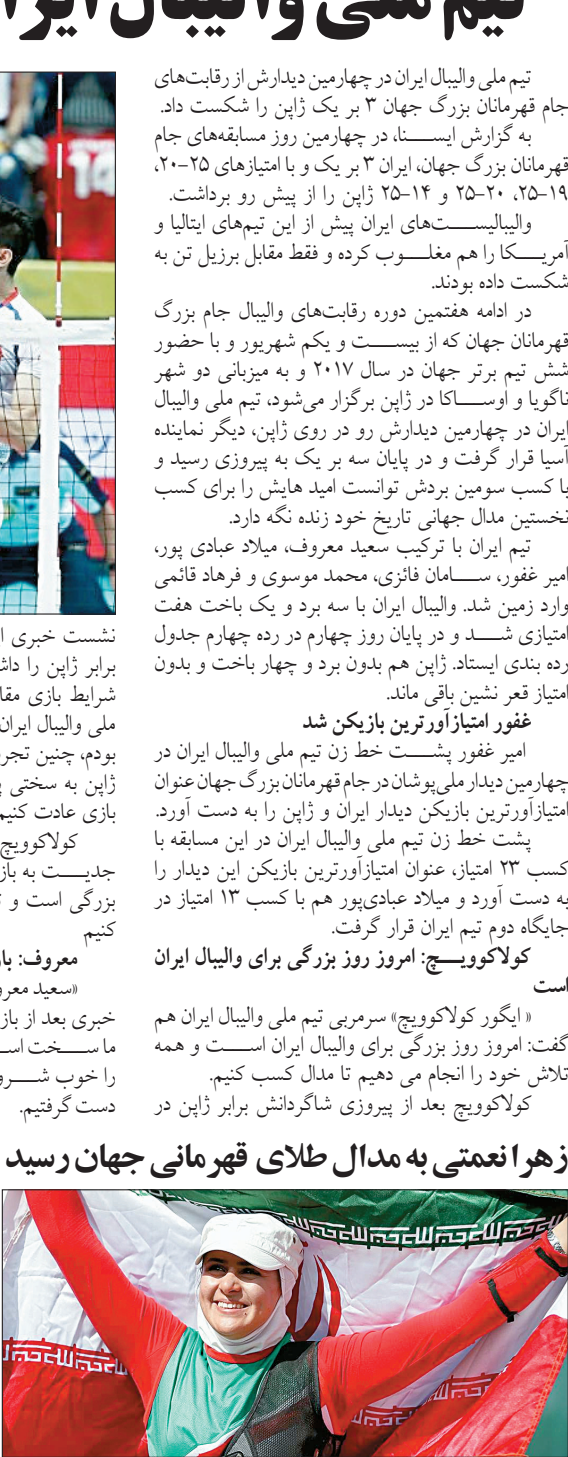 تیم ملی والیبال ایران در چهارمین دیدارش از رقابت‌های
جام قهرمانان بزرگ جهان ۳ بر یک ژاپن را شکست داد.
به گزارش ایسنا، در چهارمین روز مسابقه‌های جام
قهرمانان بزرگ جهان، ایران ۳ بر یک و با امتیازهای ۲۵-۲۰،
۱۹-۲۵، ۲۰-۲۵ و ۱۴-۲۵ ژاپن را از پیش رو برداشت.
والیبالیست‌های ایران پیش از این تیم‌های ایتالیا و
آمریکا را هم مغلوب کرده و فقط مقابل برزیل تن به
شکست داده بودند.
در ادامه هفتمین دوره رقابت‌های والیبال جام بزرگ
قهرمانان جهان که از بیست و یکم شهریور و با حضور
شش تیم برتر جهان در سال ۲۰۱۷ و به میزبانی دو شهر
ناگویا و اوساکا در ژاپن برگزار می‌شود، تیم ملی والیبال
ایران در چهارمین دیدارش رو در روی ژاپن، دیگر نماینده
آسیا قرار گرفت و در پایان سه بر یک به پیروزی رسید و
با کسب سومین بردش توانست امید هایش را برای کسب
نخستین مدال جهانی تاریخ خود زنده نگه دارد.
تیم ایران با ترکیب سعید معروف، میلاد عبادی پور،
امیر غفور، سامان فائزی، محمد موسوی و فرهاد قائمی
وارد زمین شد. والیبال ایران با سه برد و یک باخت هفت
امتیازی شد و در پایان روز چهارم در رده چهارم جدول
رده بندی ایستاد. ژاپن هم بدون برد و چهار باخت و بدون
امتیاز قعر نشین باقی ماند.
غفور امتیازآورترین بازیکن شد
امیر غفور پشت خط زن تیم ملی والیبال ایران در
چهارمین دیدار ملی‌پوشان در جام قهرمانان بزرگ جهان عنوان
امتیازآورترین بازیکن دیدار ایران و ژاپن را به دست آورد.
پشت خط زن تیم ملی والیبال ایران در این مسابقه با
کسب ۲۳ امتیاز، عنوان امتیازآورترین بازیکن این دیدار را
به دست آورد و میلاد عبادی‌پور هم با کسب ۱۳ امتیاز در
جایگاه دوم تیم ایران قرار گرفت.
کولاکوویچ: امروز روز بزرگی برای والیبال ایران
است
« ایگور کولاکوویچ» سرمربی تیم ملی والیبال ایران هم
گفت: امروز روز بزرگی برای والیبال ایران است و همه
تلاش خود را انجام می دهیم تا مدال کسب کنیم.
کولاکوویچ بعد از پیروزی شاگردانش برابر ژاپن در
نشست خبری
برابر ژاپن را
شرایط بازی
ملی والیبال ایران
بودم، چنین
ژاپن به سختی
بازی عادت کنیم
کولاکوویچ
جدیت به
بزرگی است و
کنیم
معروف:
«سعید
خبری بعد از
ما سخت
را خوب
دست گرفتیم.
زهرا نعمتی به مدال طلای قهرمانی جهان رسید